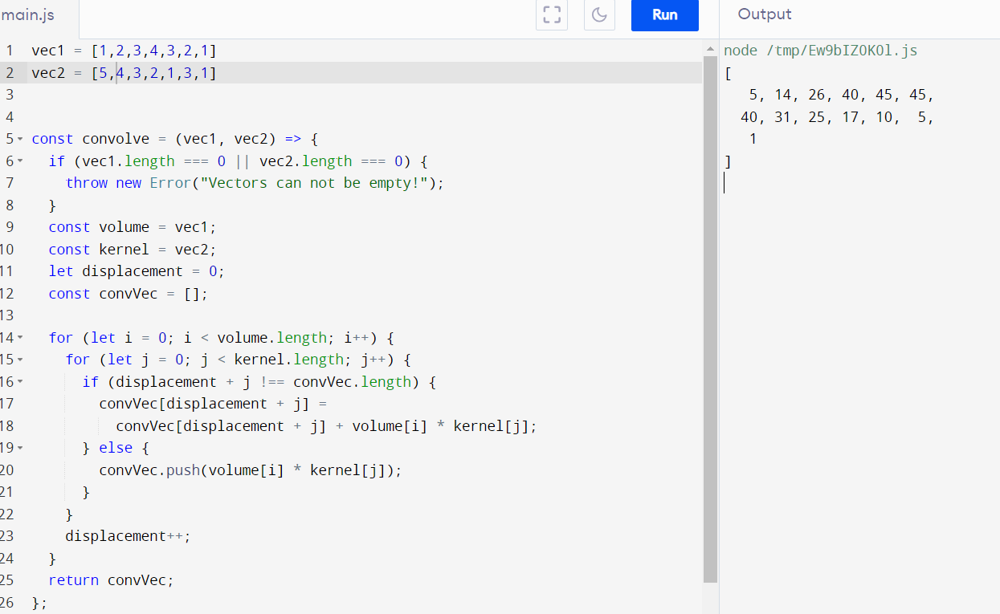 main.js
Run
Output
1 vec1 = [1,2,3,4,3,2,1]
2 vec2 = [5,4,3,2,1,3,1]
3
4
5 const convolve = (vec1, vec2) => {
6 if (vec1.length === 0 || vec2.length === 0) {
7 throw new Error("Vectors can not be empty!");
8 }
9 const volume = vec1;
10 const kernel = vec2;
11 let displacement = 0;
12 const convVec = [];
13
14 for (let i = 0; i < volume.length; i++) {
15 for (let j = 0; j < kernel.length; j++) {
16 if (displacement + j !== convVec.length) {
17 convVec[displacement + j] =
18 convVec[displacement + j] + volume[i] * kernel[j];
19 } else {
20 convVec.push(volume[i] * kernel[j]);
21 }
22 }
23 displacement++;
24 }
25 return convVec;
26 };
node /tmp/Ew9bIZ0K0l.js
[
5, 14, 26, 40, 45, 45,
40, 31, 25, 17, 10, 5,
1
]